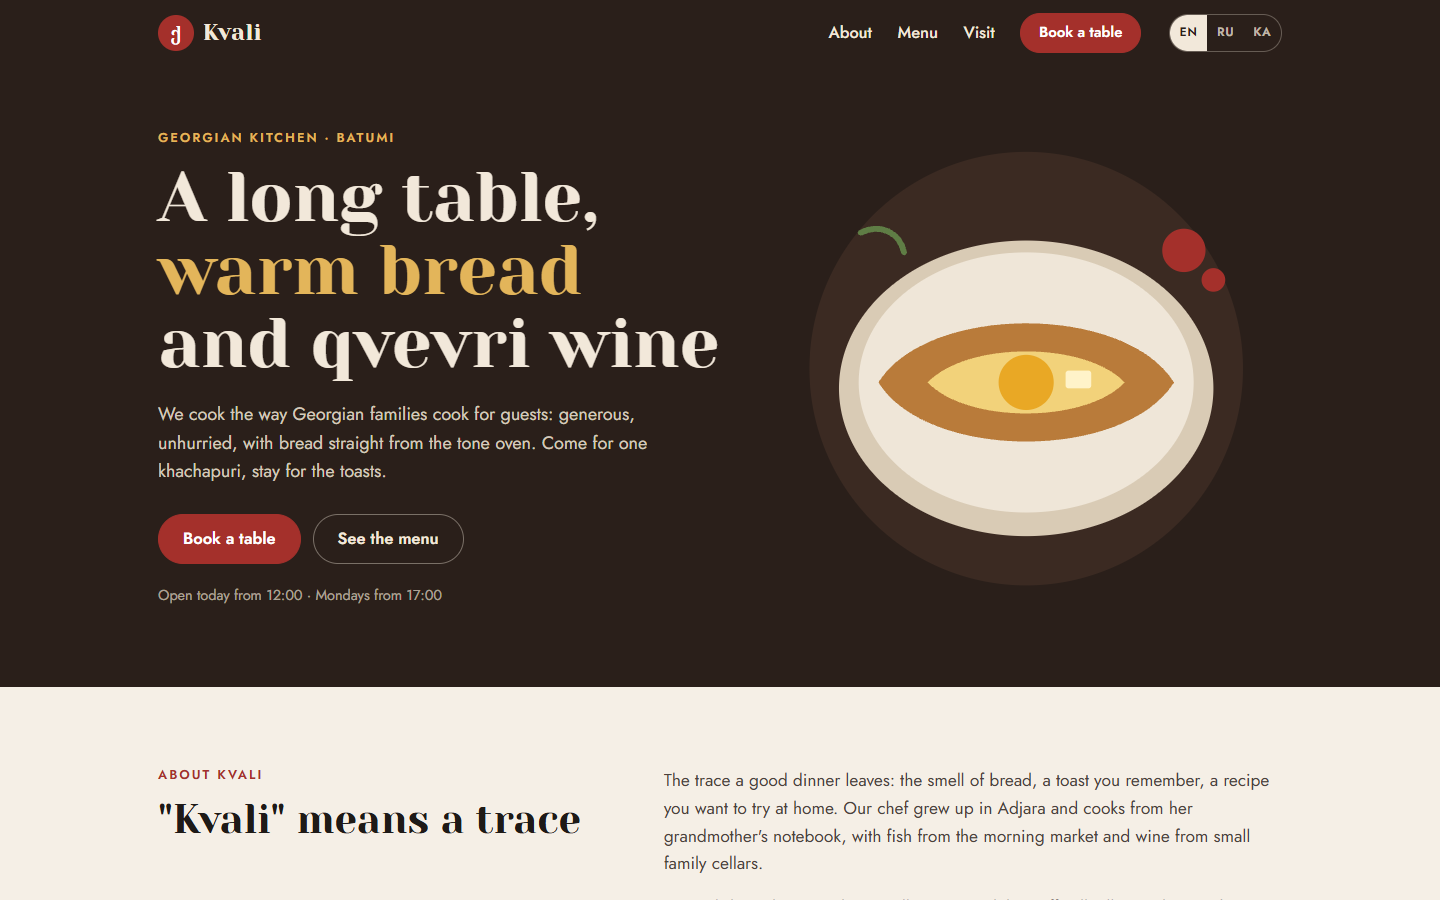 ქ Kvali
About Menu Visit Book a table EN RU KA
GEORGIAN KITCHEN · BATUMI
A long table,
warm bread
and qvevri wine
We cook the way Georgian families cook for guests: generous,
unhurried, with bread straight from the tone oven. Come for one
khachapuri, stay for the toasts.
Book a table See the menu
Open today from 12:00 · Mondays from 17:00
ABOUT KVALI
"Kvali" means a trace
The trace a good dinner leaves: the smell of bread, a toast you remember, a recipe
you want to try at home. Our chef grew up in Adjara and cooks from her
grandmother's notebook, with fish from the morning market and wine from small
family cellars.